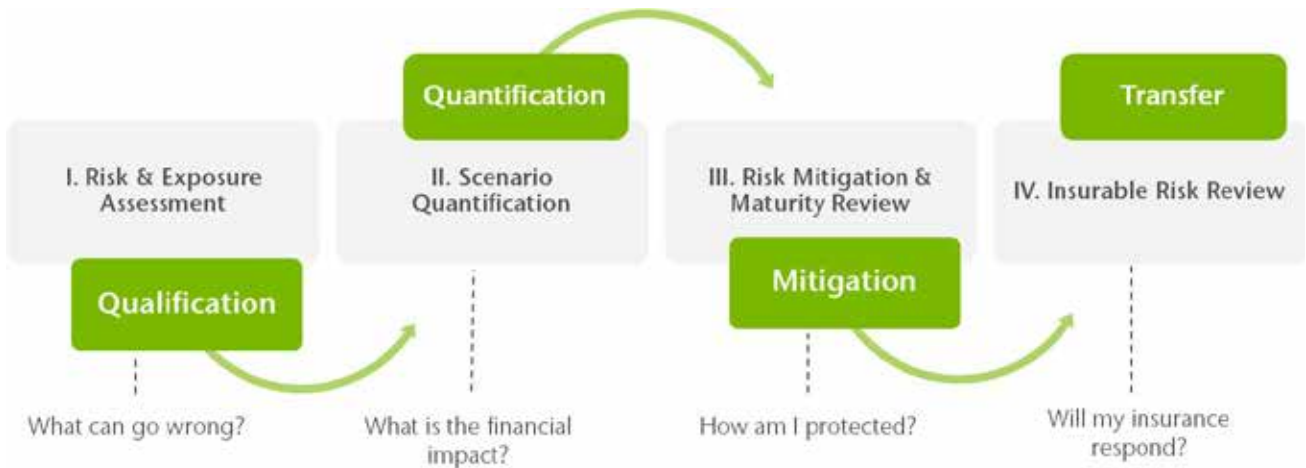 Quantification
Transfer
I. Risk & Exposure
Assessment
II. Scenario
Quantification
III. Risk Mitigation &
Maturity Review
IV. Insurable Risk Review
Qualification
Mitigation
What can go wrong?
What is the financial
impact?
How am I protected?
Will my insurance
respond?